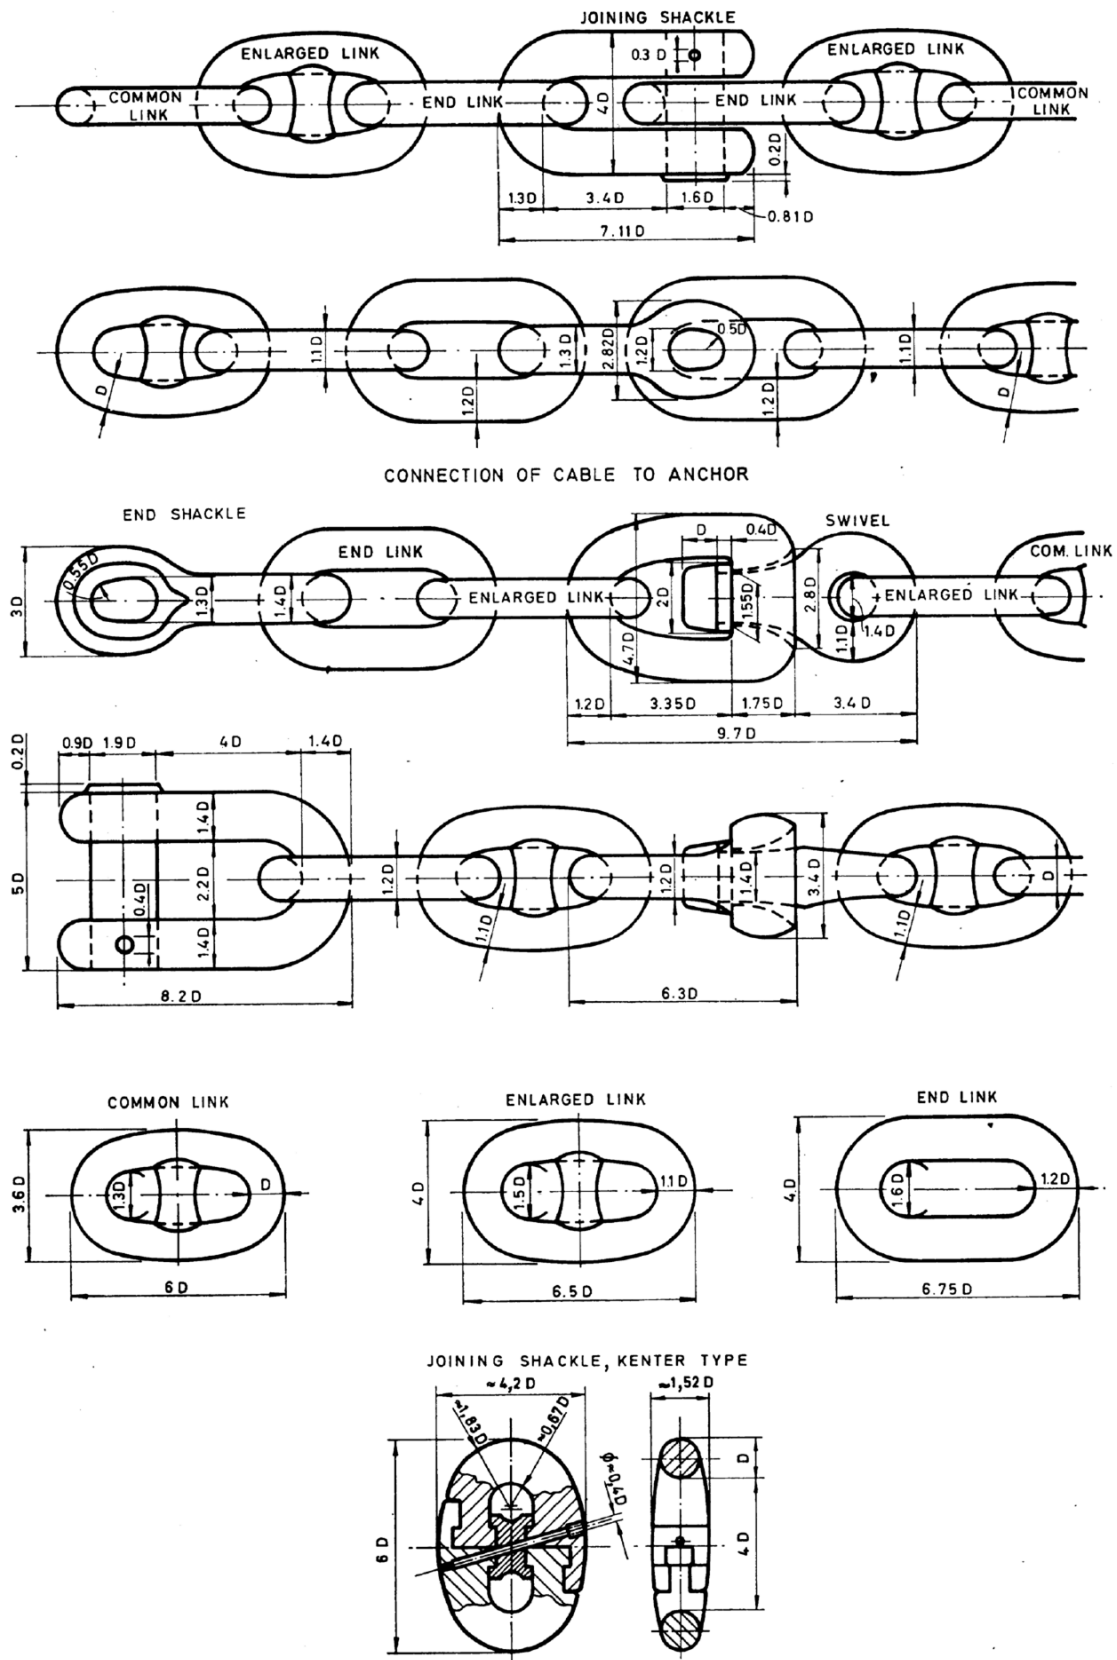 JOINING SHACKLE
ENLARGED LINK
0.3 D
ENLARGED LINK
COMMON
LINK
END LINK
4D
END LINK
COMMON
LINK
0.2D
1.3D
3.4D
1.6D
0.81D
7.11 D
D
1.1D
1.2D
1.3D
2.82D
1.2D
0.5D
1.2D
1.1D
D
CONNECTION OF CABLE TO ANCHOR
END SHACKLE
SWIVEL
D
0.4D
END LINK
COM. LINK
0.55D
3D
1.3D
1.4D
ENLARGED LINK
2D
4.7D
1.55D
2.8D
ENLARGED LINK
1.1D
1.4D
1.2D
3.35D
1.75D
3.4D
9.7D
0.2D
0.9D
1.9D
4D
1.4D
5D
1.4D
2.2D
0.4D
1.4D
1.2D
1.1D
1.2D
1.4D
3.4D
1.1D
D
8.2D
6.3D
COMMON LINK
ENLARGED LINK
END LINK
3.6D
1.3D
D
4D
1.5D
1.1D
4D
1.6D
1.2D
6D
6.5D
6.75D
JOINING SHACKLE, KENTER TYPE
≈4,2D
≈1,52D
≈1,83D
≈0,67D
ϕ≈0,4D
D
6D
4D